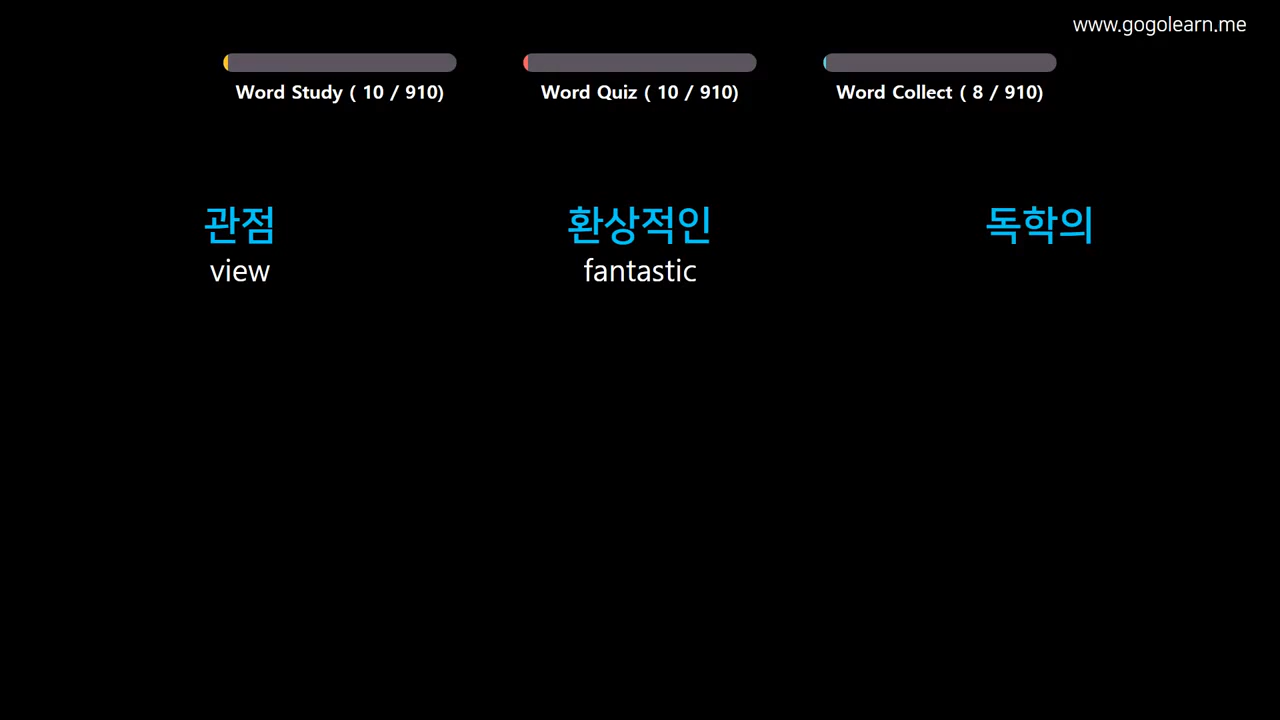 www.gogolearn.me
Word Study ( 10 / 910)
Word Quiz ( 10 / 910)
Word Collect ( 8 / 910)
관점
view
환상적인
fantastic
독학의